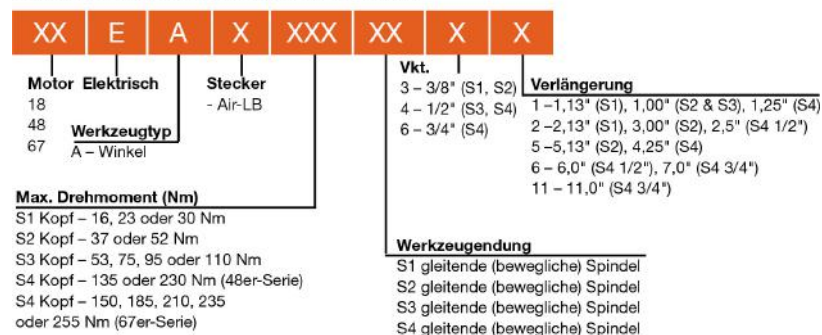 XX E A X XXX XX X X
Motor Elektrisch
18
48
67
Werkzeugtyp
A – Winkel
Stecker
- Air-LB
Vkt.
3 – 3/8" (S1, S2)
4 – 1/2" (S3, S4)
6 – 3/4" (S4)
Verlängerung
1 –1,13" (S1), 1,00" (S2 & S3), 1,25" (S4)
2 –2,13" (S1), 3,00" (S2), 2,5" (S4 1/2")
5 –5,13" (S2), 4,25" (S4)
6 – 6,0" (S4 1/2"), 7,0" (S4 3/4")
11 – 11,0" (S4 3/4")
Max. Drehmoment (Nm)
S1 Kopf – 16, 23 oder 30 Nm
S2 Kopf – 37 oder 52 Nm
S3 Kopf – 53, 75, 95 oder 110 Nm
S4 Kopf – 135 oder 230 Nm (48er-Serie)
S4 Kopf – 150, 185, 210, 235
oder 255 Nm (67er-Serie)
Werkzeugendung
S1 gleitende (bewegliche) Spindel
S2 gleitende (bewegliche) Spindel
S3 gleitende (bewegliche) Spindel
S4 gleitende (bewegliche) Spindel